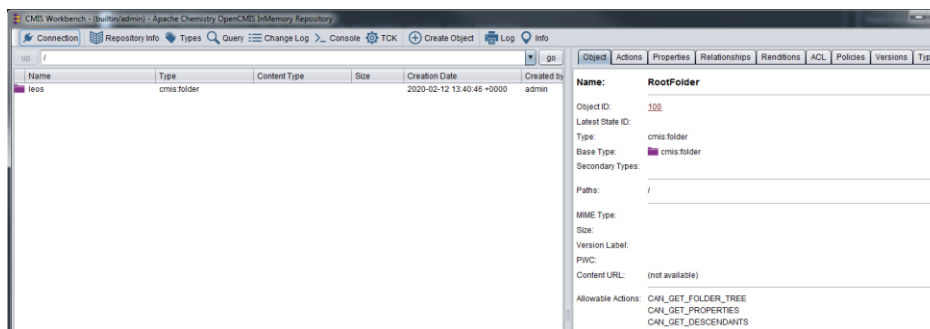 CMIS Workbench - (builtin/admin) - Apache Chemistry OpenCMIS InMemory Repository
Connection Repository Info Types Query Change Log Console TCK Create Object Log Info
up / go
Name Type Content Type Size Creation Date Created by
leos cmis:folder 2020-02-12 13:40:46 +0000 admin
Object Actions Properties Relationships Renditions ACL Policies Versions Typ
Name: RootFolder
Object ID: 100
Latest State ID:
Type: cmis:folder
Base Type: cmis:folder
Secondary Types:
Paths: /
MIME Type:
Size:
Version Label:
PWC:
Content URL: (not available)
Allowable Actions: CAN_GET_FOLDER_TREE
CAN_GET_PROPERTIES
CAN_GET_DESCENDANTS